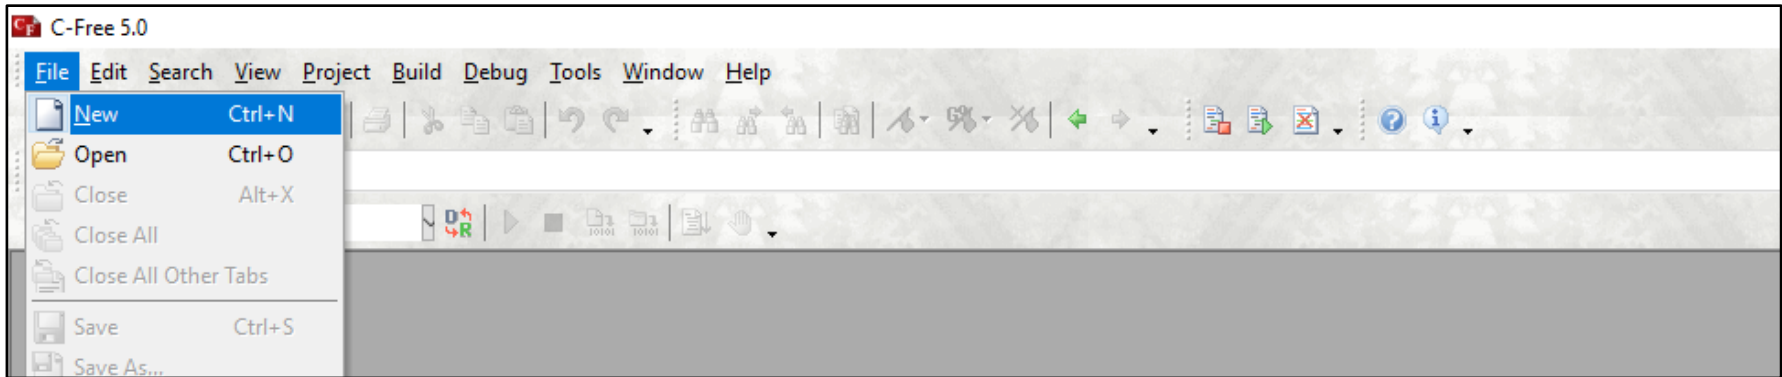 C-Free 5.0
File Edit Search View Project Build Debug Tools Window Help
New Ctrl+N
Open Ctrl+O
Close Alt+X
Close All
Close All Other Tabs
Save Ctrl+S
Save As...